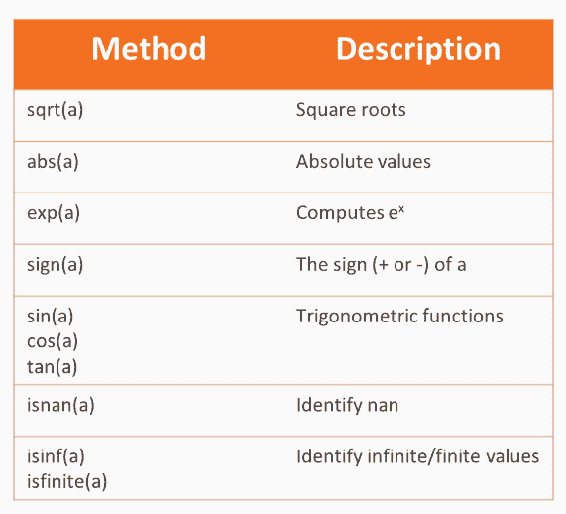 Method Description
sqrt(a) Square roots
abs(a) Absolute values
exp(a) Computes eˣ
sign(a) The sign (+ or -) of a
sin(a) Trigonometric functions
cos(a)
tan(a)
isnan(a) Identify nan
isinf(a) Identify infinite/finite values
isfinite(a)